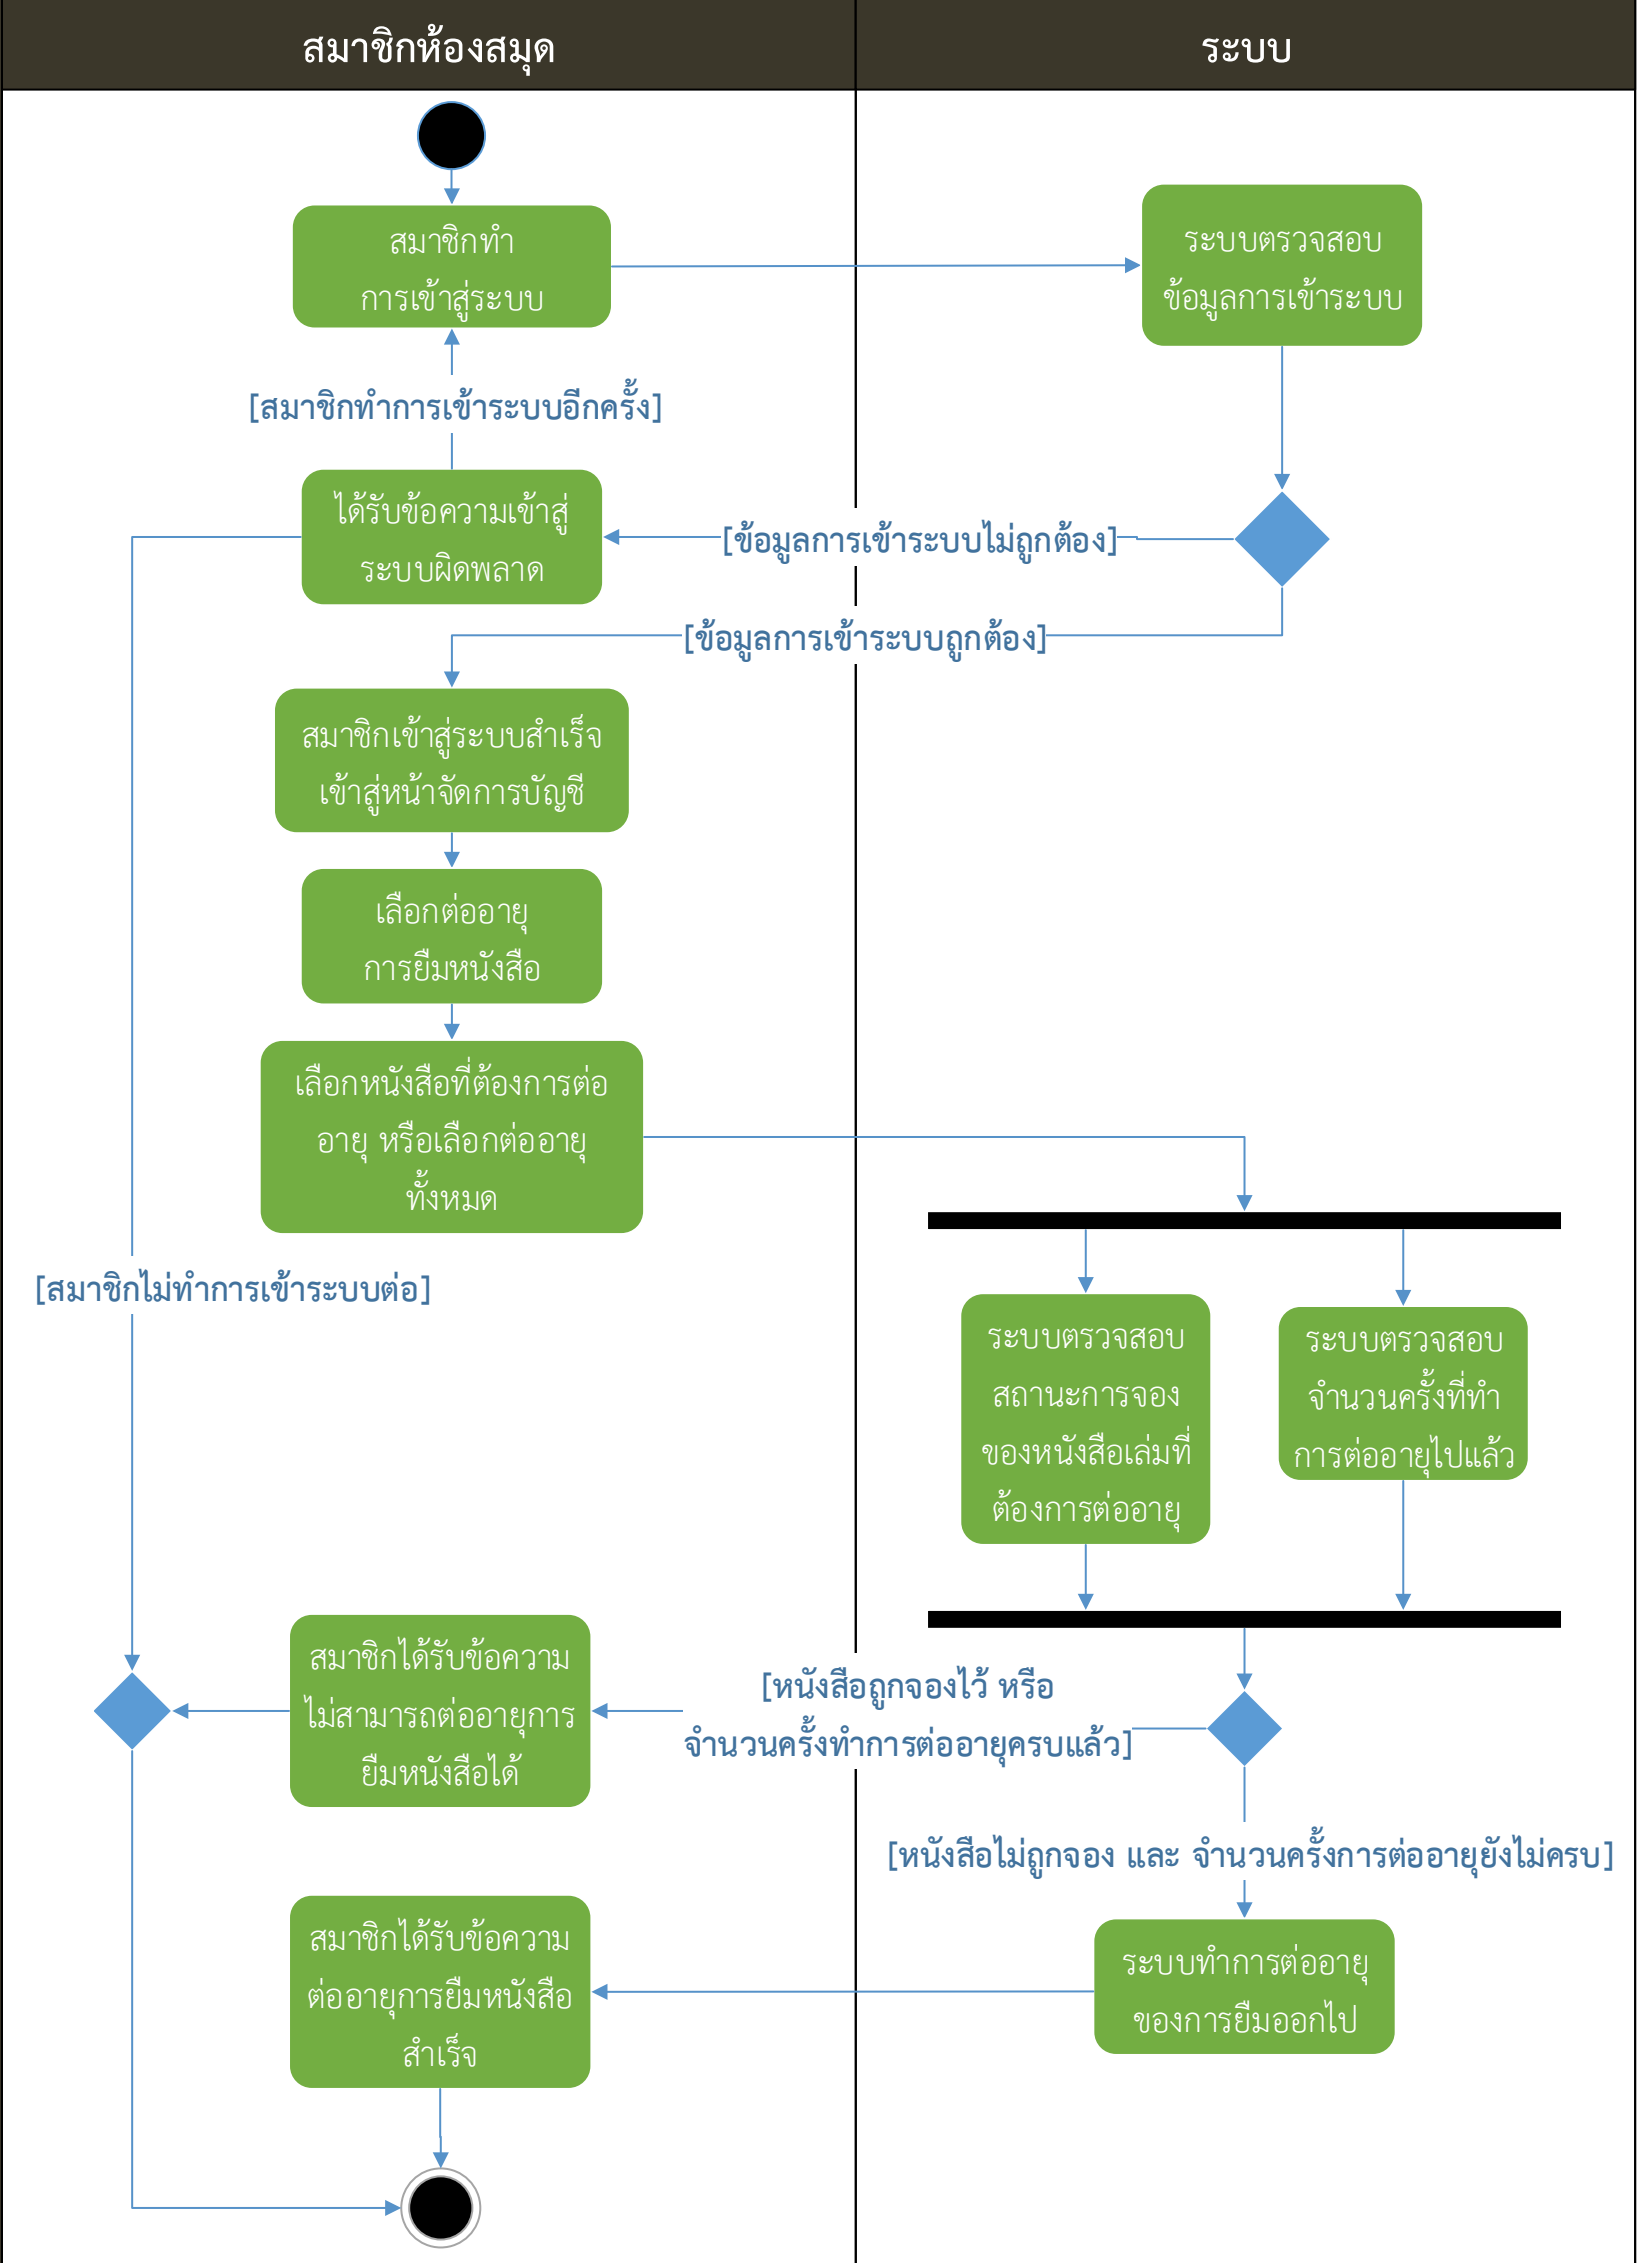 สมาชิกห้องสมุด
ระบบ
สมาชิกทำ
การเข้าสู่ระบบ
ระบบตรวจสอบ
ข้อมูลการเข้าระบบ
[สมาชิกทำการเข้าระบบอีกครั้ง]
ได้รับข้อความเข้าสู่
ระบบผิดพลาด
[ข้อมูลการเข้าระบบไม่ถูกต้อง]
[ข้อมูลการเข้าระบบถูกต้อง]
สมาชิกเข้าสู่ระบบสำเร็จ
เข้าสู่หน้าจัดการบัญชี
เลือกต่ออายุ
การยืมหนังสือ
เลือกหนังสือที่ต้องการต่อ
อายุ หรือเลือกต่ออายุ
ทั้งหมด
[สมาชิกไม่ทำการเข้าระบบต่อ]
ระบบตรวจสอบ
สถานะการจอง
ของหนังสือเล่มที่
ต้องการต่ออายุ
ระบบตรวจสอบ
จำนวนครั้งที่ทำ
การต่ออายุไปแล้ว
สมาชิกได้รับข้อความ
ไม่สามารถต่ออายุการ
ยืมหนังสือได้
[หนังสือถูกจองไว้ หรือ
จำนวนครั้งทำการต่ออายุครบแล้ว]
[หนังสือไม่ถูกจอง และ จำนวนครั้งการต่ออายุยังไม่ครบ]
สมาชิกได้รับข้อความ
ต่ออายุการยืมหนังสือ
สำเร็จ
ระบบทำการต่ออายุ
ของการยืมออกไป